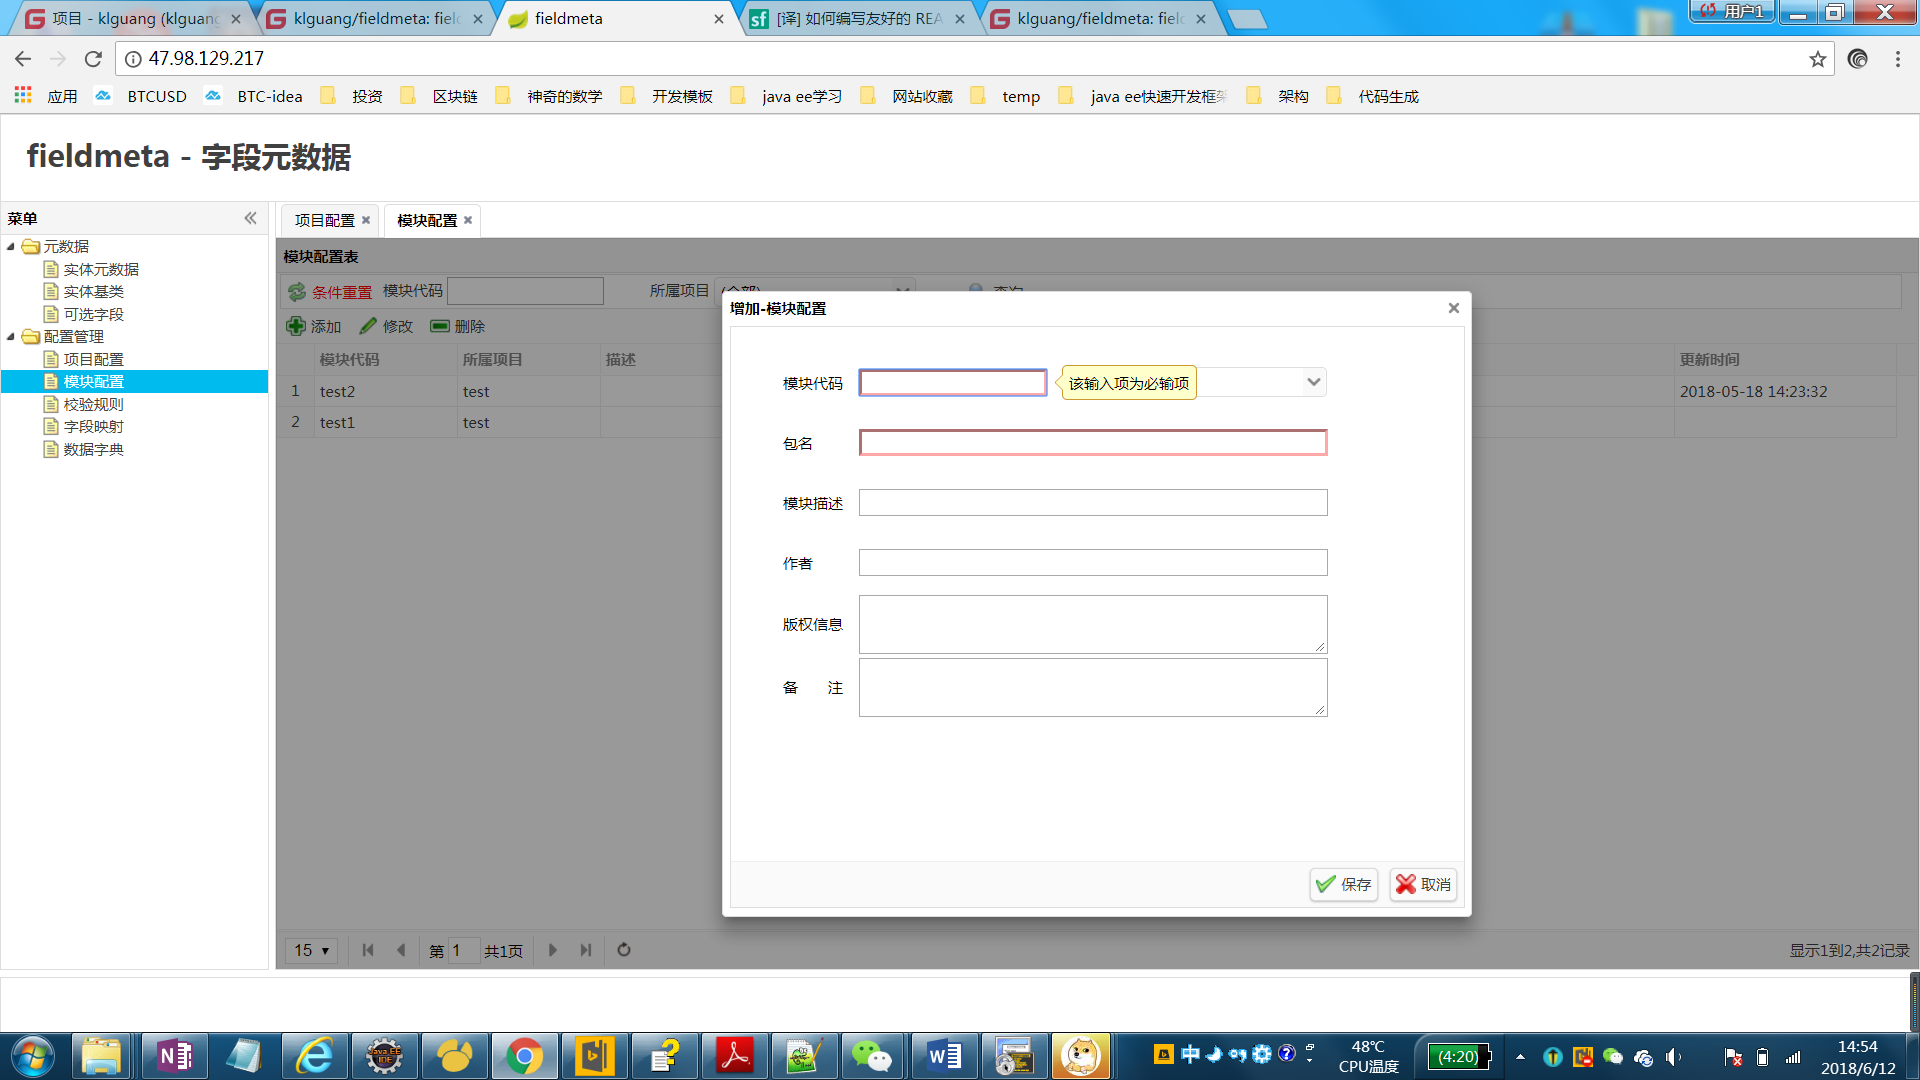 项目 - klguang (klguang
klguang/fieldmeta: fiel
fieldmeta
[译] 如何编写友好的 REA
klguang/fieldmeta: field
用户1
47.98.129.217
应用 BTCUSD BTC-idea 投资 区块链 神奇的数学 开发模板 java ee学习 网站收藏 temp java ee快速开发框架 架构 代码生成
fieldmeta - 字段元数据
菜单
元数据
实体元数据
实体基类
可选字段
配置管理
项目配置
模块配置
校验规则
字段映射
数据字典
项目配置 模块配置
模块配置表
条件重置 模块代码 所属项目 (全部) 查询
添加 修改 删除
模块代码 所属项目 描述 更新时间
1 test2 test 2018-05-18 14:23:32
2 test1 test
增加-模块配置
模块代码 该输入项为必输项
包名
模块描述
作者
版权信息
备 注
保存 取消
15 第 1 共1页 显示1到2,共2记录
中
48℃
CPU温度
(4:20)
14:54
2018/6/12